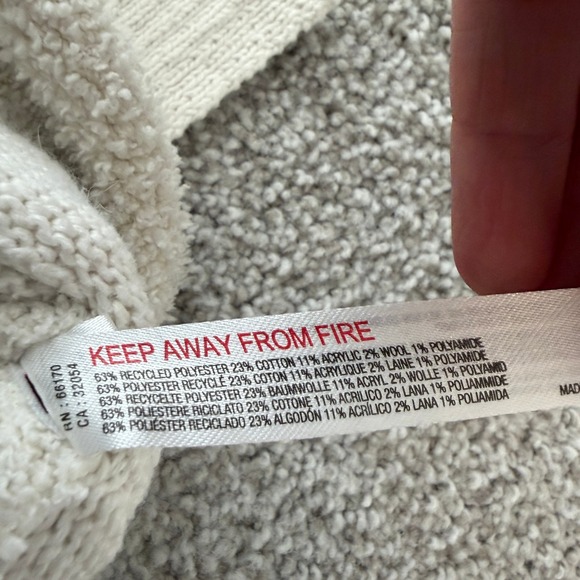 KEEP AWAY FROM FIRE
63% RECYCLED POLYESTER 23% COTTON 11% ACRYLIC 2% WOOL 1% POLYAMIDE
63% POLYESTER RECYCLÉ 23% COTON 11% ACRYLIQUE 2% LAINE 1% POLYAMIDE
63% RECYCELTE POLYESTER 23% BAUMWOLLE 11% ACRYL 2% WOLLE 1% POLYAMID
63% POLIESTERE RICICLATO 23% COTONE 11% ACRILICO 2% LANA 1% POLIAMMIDE
63% POLIÉSTER RECICLADO 23% ALGODÓN 11% ACRÍLICO 2% LANA 1% POLIAMIDA
RN - 66170
CA - 32054
MAD